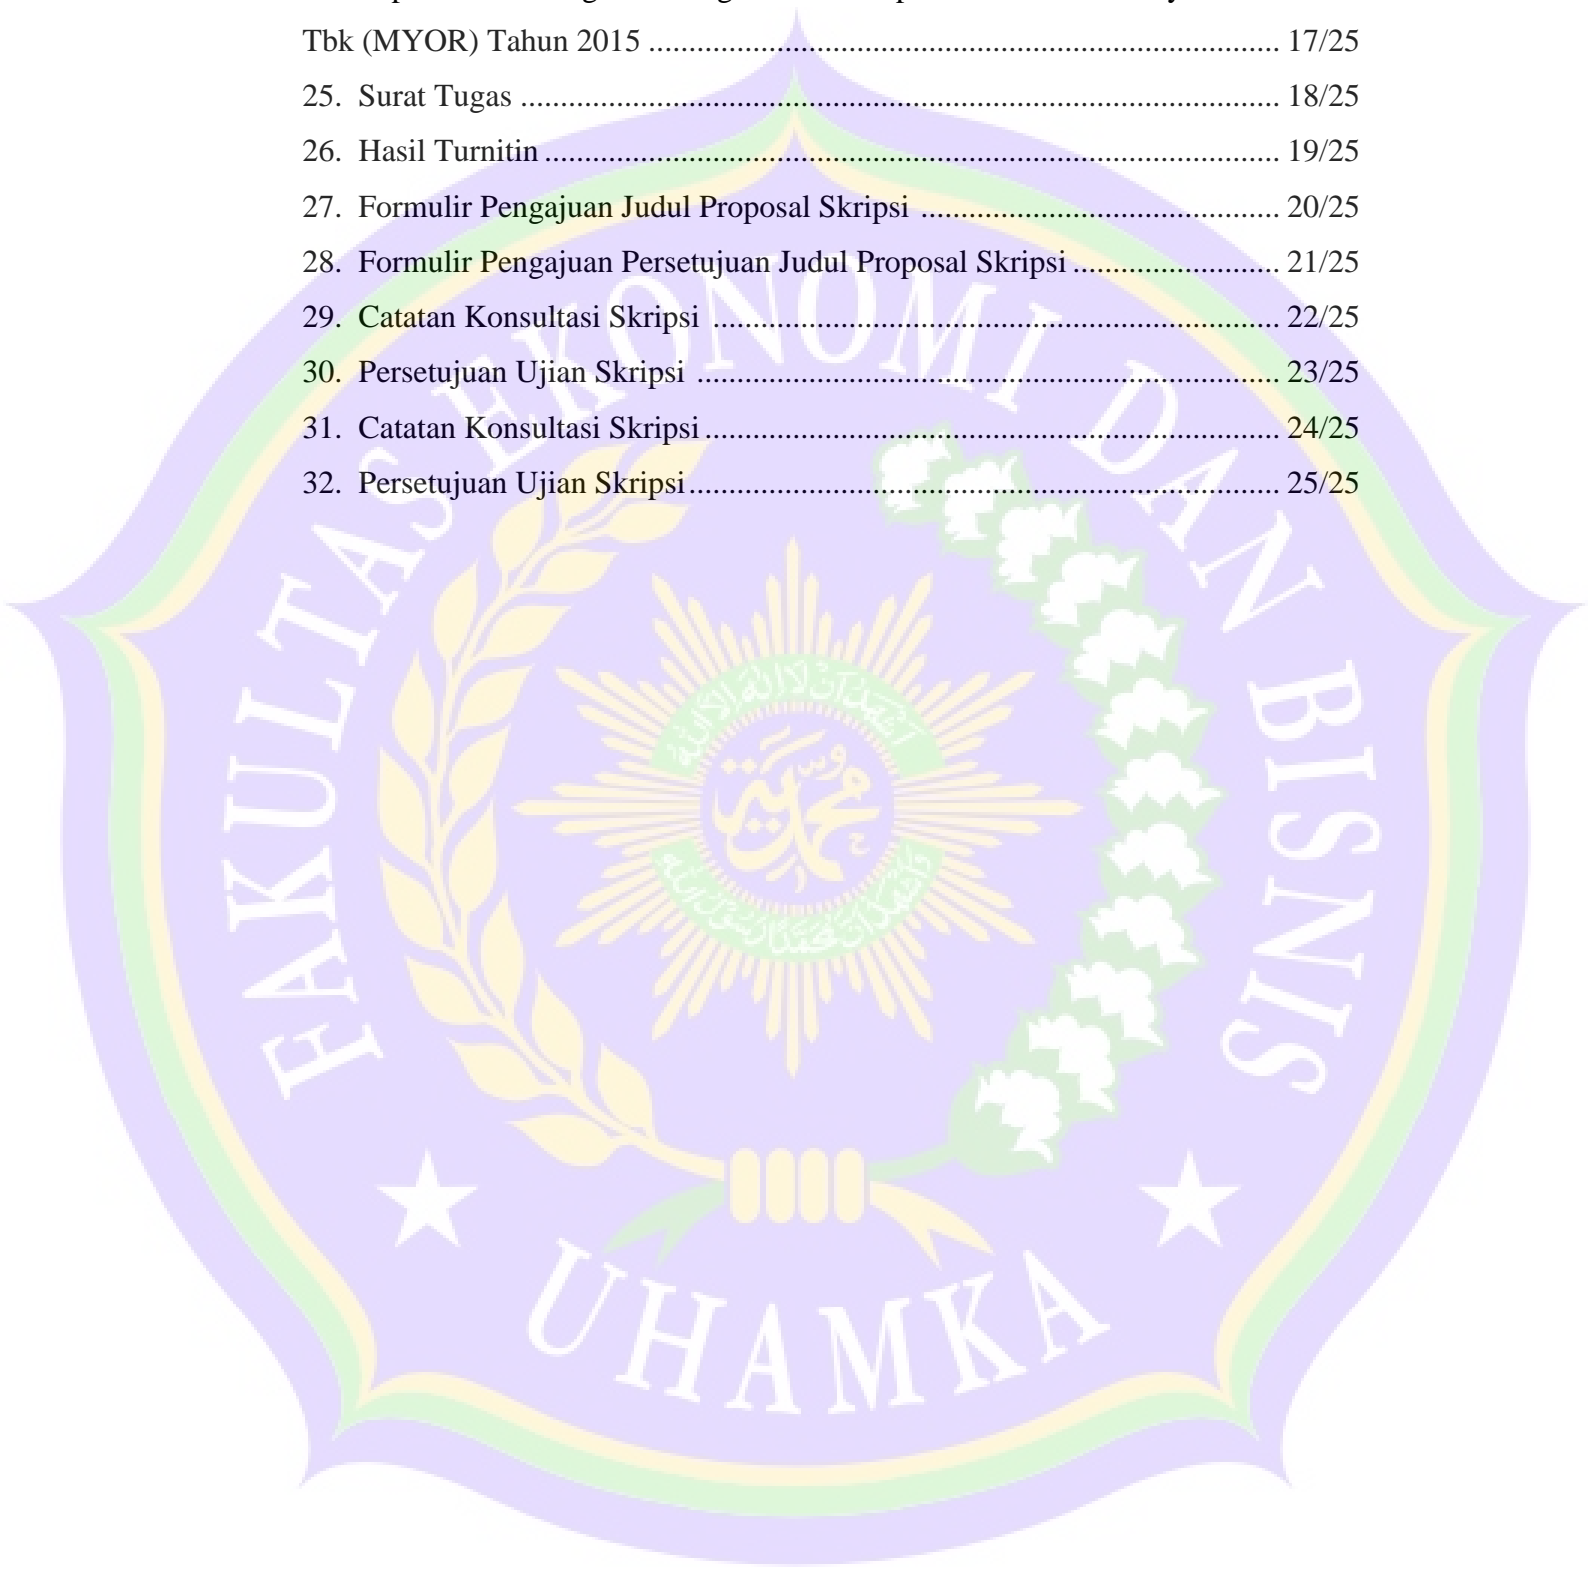 Tbk (MYOR) Tahun 2015 ............................................................................... 17/25
25. Surat Tugas ............................................................................................... 18/25
26. Hasil Turnitin ............................................................................................ 19/25
27. Formulir Pengajuan Judul Proposal Skripsi ............................................. 20/25
28. Formulir Pengajuan Persetujuan Judul Proposal Skripsi .......................... 21/25
29. Catatan Konsultasi Skripsi ....................................................................... 22/25
30. Persetujuan Ujian Skripsi ......................................................................... 23/25
31. Catatan Konsultasi Skripsi ........................................................................ 24/25
32. Persetujuan Ujian Skripsi .......................................................................... 25/25
FAKULTAS EKONOMI DAN BISNIS
محمدية
UHAMKA